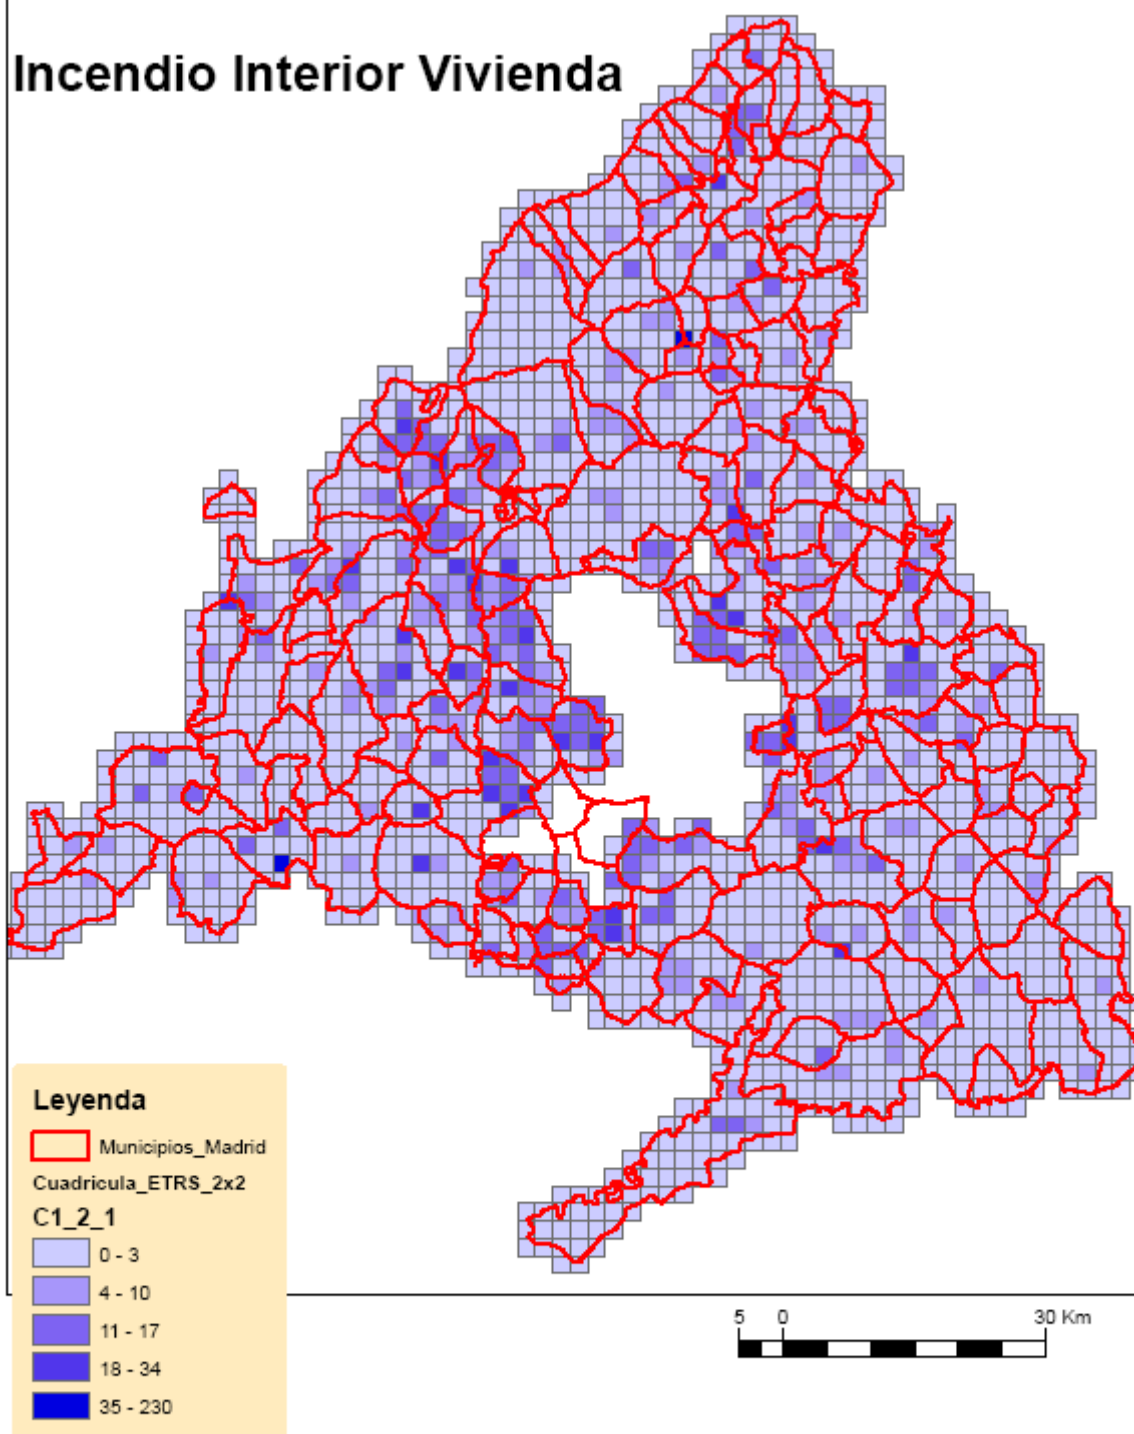 Incendio Interior Vivienda
Leyenda
Municipios_Madrid
Cuadricula_ETRS_2x2
C1_2_1
0 - 3
4 - 10
11 - 17
18 - 34
35 - 230
5 0 30 Km